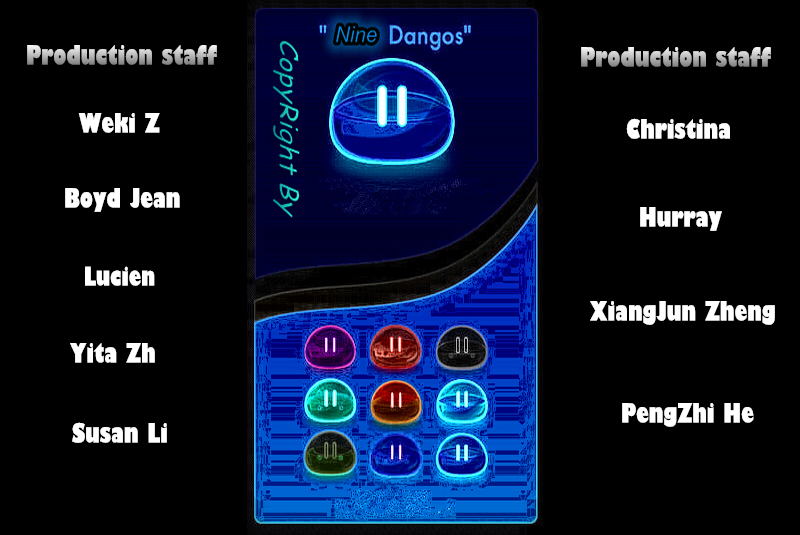 Production staff
Weki Z
Boyd Jean
Lucien
Yita Zh
Susan Li
" Nine Dangos"
CopyRight By
Production staff
Christina
Hurray
XiangJun Zheng
PengZhi He